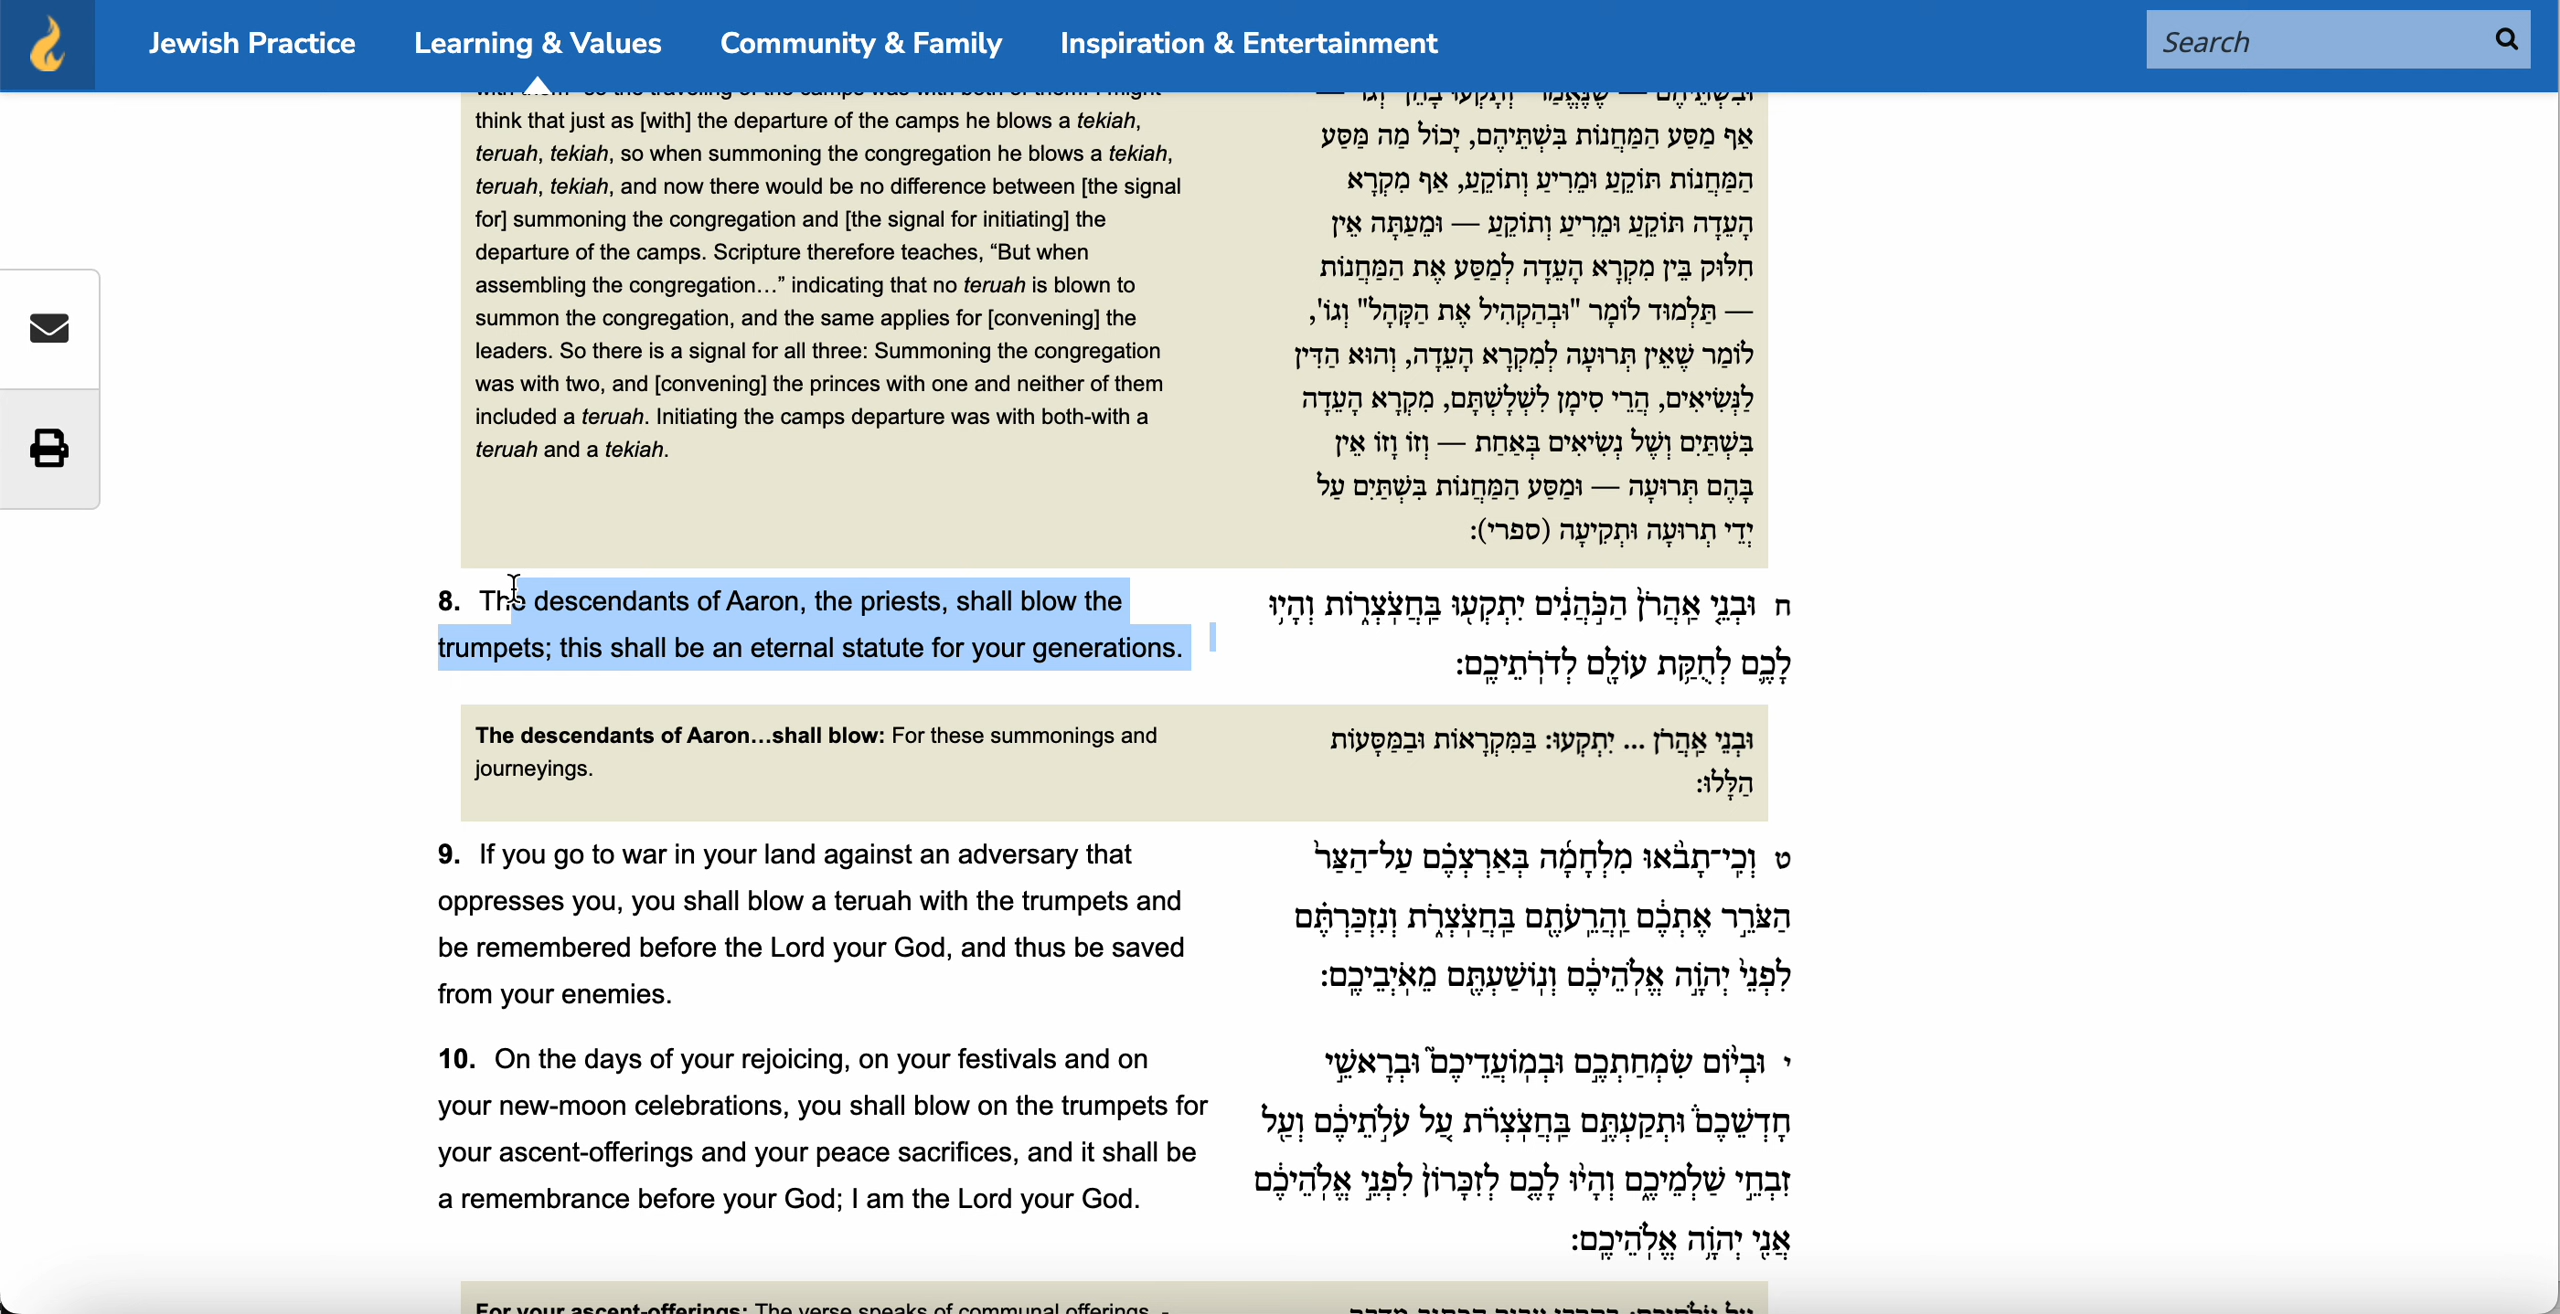 Jewish Practice
Learning & Values
Community & Family
Inspiration & Entertainment
Search
think that just as [with] the departure of the camps he blows a tekiah,
teruah, tekiah, so when summoning the congregation he blows a tekiah,
teruah, tekiah, and now there would be no difference between [the signal
for] summoning the congregation and [the signal for initiating] the
departure of the camps. Scripture therefore teaches, “But when
assembling the congregation…” indicating that no teruah is blown to
summon the congregation, and the same applies for [convening] the
leaders. So there is a signal for all three: Summoning the congregation
was with two, and [convening] the princes with one and neither of them
included a teruah. Initiating the camps departure was with both-with a
teruah and a tekiah.
אַף מַסַּע הַמַּחֲנוֹת בִּשְׁתֵּיהֶם, יָכוֹל מַה מַּסַּע
הַמַּחֲנוֹת תּוֹקֵעַ וּמֵרִיעַ וְתוֹקֵעַ, אַף מִקְרָא
הָעֵדָה תּוֹקֵעַ וּמֵרִיעַ וְתוֹקֵעַ — וּמֵעַתָּה אֵין
חִלּוּק בֵּין מִקְרָא הָעֵדָה לְמַסַּע אֶת הַמַּחֲנוֹת
— תַּלְמוּד לוֹמָר "וּבְהַקְהִיל אֶת הַקָּהָל" וְגוֹ',
לוֹמַר שֶׁאֵין תְּרוּעָה לְמִקְרָא הָעֵדָה, וְהוּא הַדִּין
לַנְּשִׂיאִים, הֲרֵי סִימָן לִשְׁלָשְׁתָּם, מִקְרָא הָעֵדָה
בִּשְׁתַּיִם וְשֶׁל נְשִׂיאִים בְּאַחַת — וְזוֹ וָזוֹ אֵין
בָּהֶם תְּרוּעָה — וּמַסַּע הַמַּחֲנוֹת בִּשְׁתַּיִם עַל
יְדֵי תְרוּעָה וּתְקִיעָה (ספרי):
8. The descendants of Aaron, the priests, shall blow the
trumpets; this shall be an eternal statute for your generations.
ח וּבְנֵ֤י אַֽהֲרֹן֙ הַכֹּ֣הֲנִ֔ים יִתְקְע֖וּ בַּֽחֲצֹֽצְר֑וֹת וְהָי֥וּ
לָכֶ֛ם לְחֻקַּ֥ת עוֹלָ֖ם לְדֹרֹֽתֵיכֶֽם:
The descendants of Aaron…shall blow: For these summonings and
journeyings.
וּבְנֵי אַֽהֲרֹן ... יִתְקְעוּ: בַּמִּקְרָאוֹת וּבַמַּסָּעוֹת
הַלָּלוּ:
9. If you go to war in your land against an adversary that
oppresses you, you shall blow a teruah with the trumpets and
be remembered before the Lord your God, and thus be saved
from your enemies.
ט וְכִֽי־תָבֹ֨אוּ מִלְחָמָ֜ה בְּאַרְצְכֶ֗ם עַל־הַצַּר֙
הַצֹּרֵ֣ר אֶתְכֶ֔ם וַֽהֲרֵֽעֹתֶ֖ם בַּֽחֲצֹֽצְרֹ֑ת וְנִזְכַּרְתֶּ֗ם
לִפְנֵי֙ יְהֹוָ֣ה אֱלֹֽהֵיכֶ֔ם וְנֽוֹשַׁעְתֶּ֖ם מֵאֹֽיְבֵיכֶֽם:
10. On the days of your rejoicing, on your festivals and on
your new-moon celebrations, you shall blow on the trumpets for
your ascent-offerings and your peace sacrifices, and it shall be
a remembrance before your God; I am the Lord your God.
י וּבְי֨וֹם שִׂמְחַתְכֶ֥ם וּבְמֽוֹעֲדֵיכֶם֘ וּבְרָאשֵׁ֣י
חָדְשֵׁכֶם֒ וּתְקַעְתֶּ֣ם בַּֽחֲצֹֽצְרֹ֗ת עַ֚ל עֹלֹ֣תֵיכֶ֔ם וְעַ֖ל
זִבְחֵ֣י שַׁלְמֵיכֶ֑ם וְהָי֨וּ לָכֶ֤ם לְזִכָּרוֹן֙ לִפְנֵ֣י אֱלֹֽהֵיכֶ֔ם
אֲנִ֖י יְהֹוָ֥ה אֱלֹֽהֵיכֶֽם:
For your ascent-offerings: The verse speaks of communal offerings.